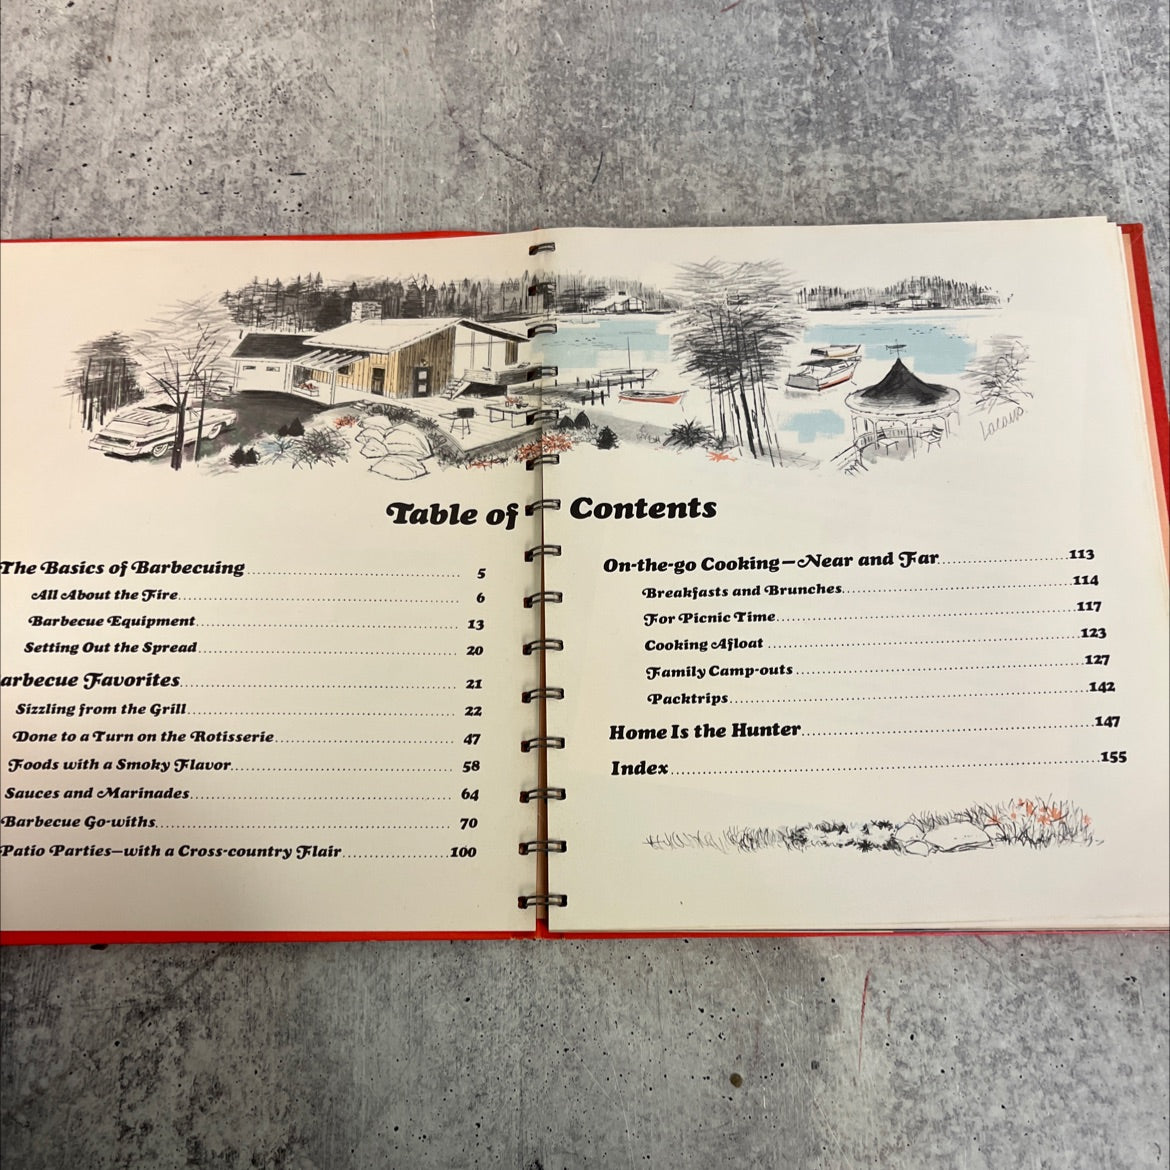 Lacano.
Table of Contents
The Basics of Barbecuing 5
All About the Fire 6
Barbecue Equipment 13
Setting Out the Spread 20
arbecue Favorites 21
Sizzling from the Grill 22
Done to a Turn on the Rotisserie 47
Foods with a Smoky Flavor 58
Sauces and Marinades 64
Barbecue Go-withs 70
Patio Parties—with a Cross-country Flair 100
On-the-go Cooking—Near and Far 113
Breakfasts and Brunches 114
For Picnic Time 117
Cooking Afloat 123
Family Camp-outs 127
Packtrips 142
Home Is the Hunter 147
Index 155